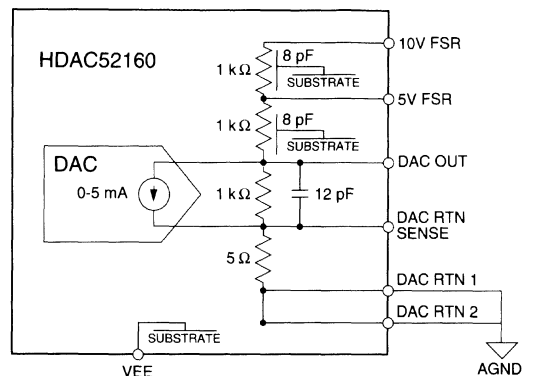 HDAC52160
10V FSR
8 pF
1 kΩ
SUBSTRATE
5V FSR
8 pF
1 kΩ
SUBSTRATE
DAC
DAC OUT
0-5 mA
1 kΩ
12 pF
DAC RTN
SENSE
5 Ω
DAC RTN 1
DAC RTN 2
SUBSTRATE
VEE
AGND